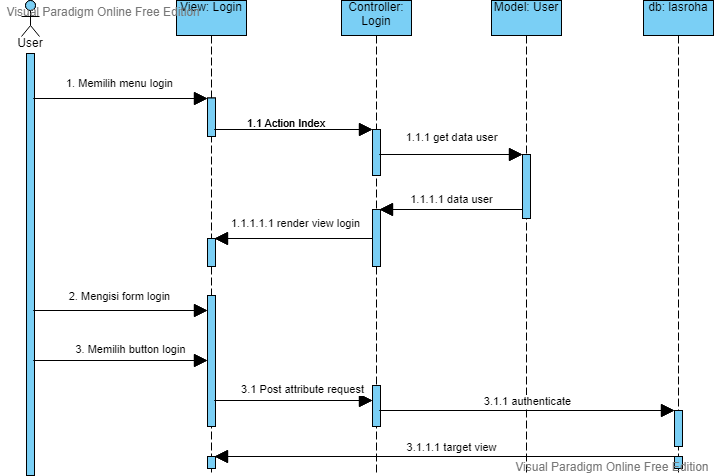 Visual Paradigm Online Free Edition
View: Login
Controller:
Login
Model: User
db: lasroha
User
1. Memilih menu login
1.1 Action Index
1.1.1 get data user
1.1.1.1 data user
1.1.1.1.1 render view login
2. Mengisi form login
3. Memilih button login
3.1 Post attribute request
3.1.1 authenticate
3.1.1.1 target view
Visual Paradigm Online Free Edition